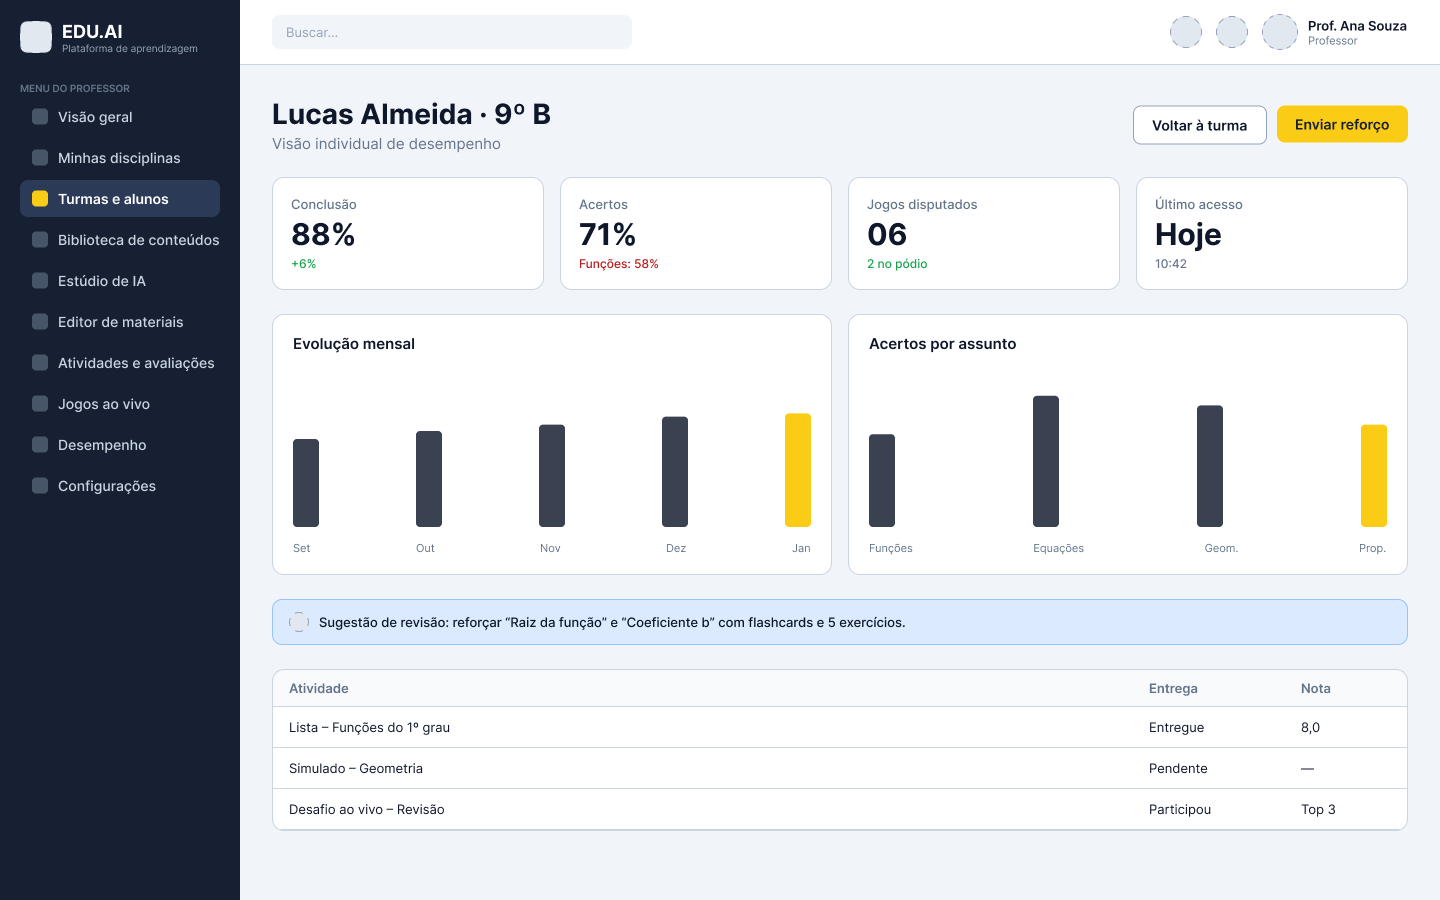 EDU.AI
Plataforma de aprendizagem
MENU DO PROFESSOR
Visão geral
Minhas disciplinas
Turmas e alunos
Biblioteca de conteúdos
Estúdio de IA
Editor de materiais
Atividades e avaliações
Jogos ao vivo
Desempenho
Configurações
Buscar...
Prof. Ana Souza
Professor
Lucas Almeida · 9º B
Visão individual de desempenho
Voltar à turma
Enviar reforço
Conclusão
88%
+6%
Acertos
71%
Funções: 58%
Jogos disputados
06
2 no pódio
Último acesso
Hoje
10:42
Evolução mensal
Set Out Nov Dez Jan
Acertos por assunto
Funções Equações Geom. Prop.
Sugestão de revisão: reforçar “Raiz da função” e “Coeficiente b” com flashcards e 5 exercícios.
Atividade Entrega Nota
Lista – Funções do 1º grau Entregue 8,0
Simulado – Geometria Pendente —
Desafio ao vivo – Revisão Participou Top 3